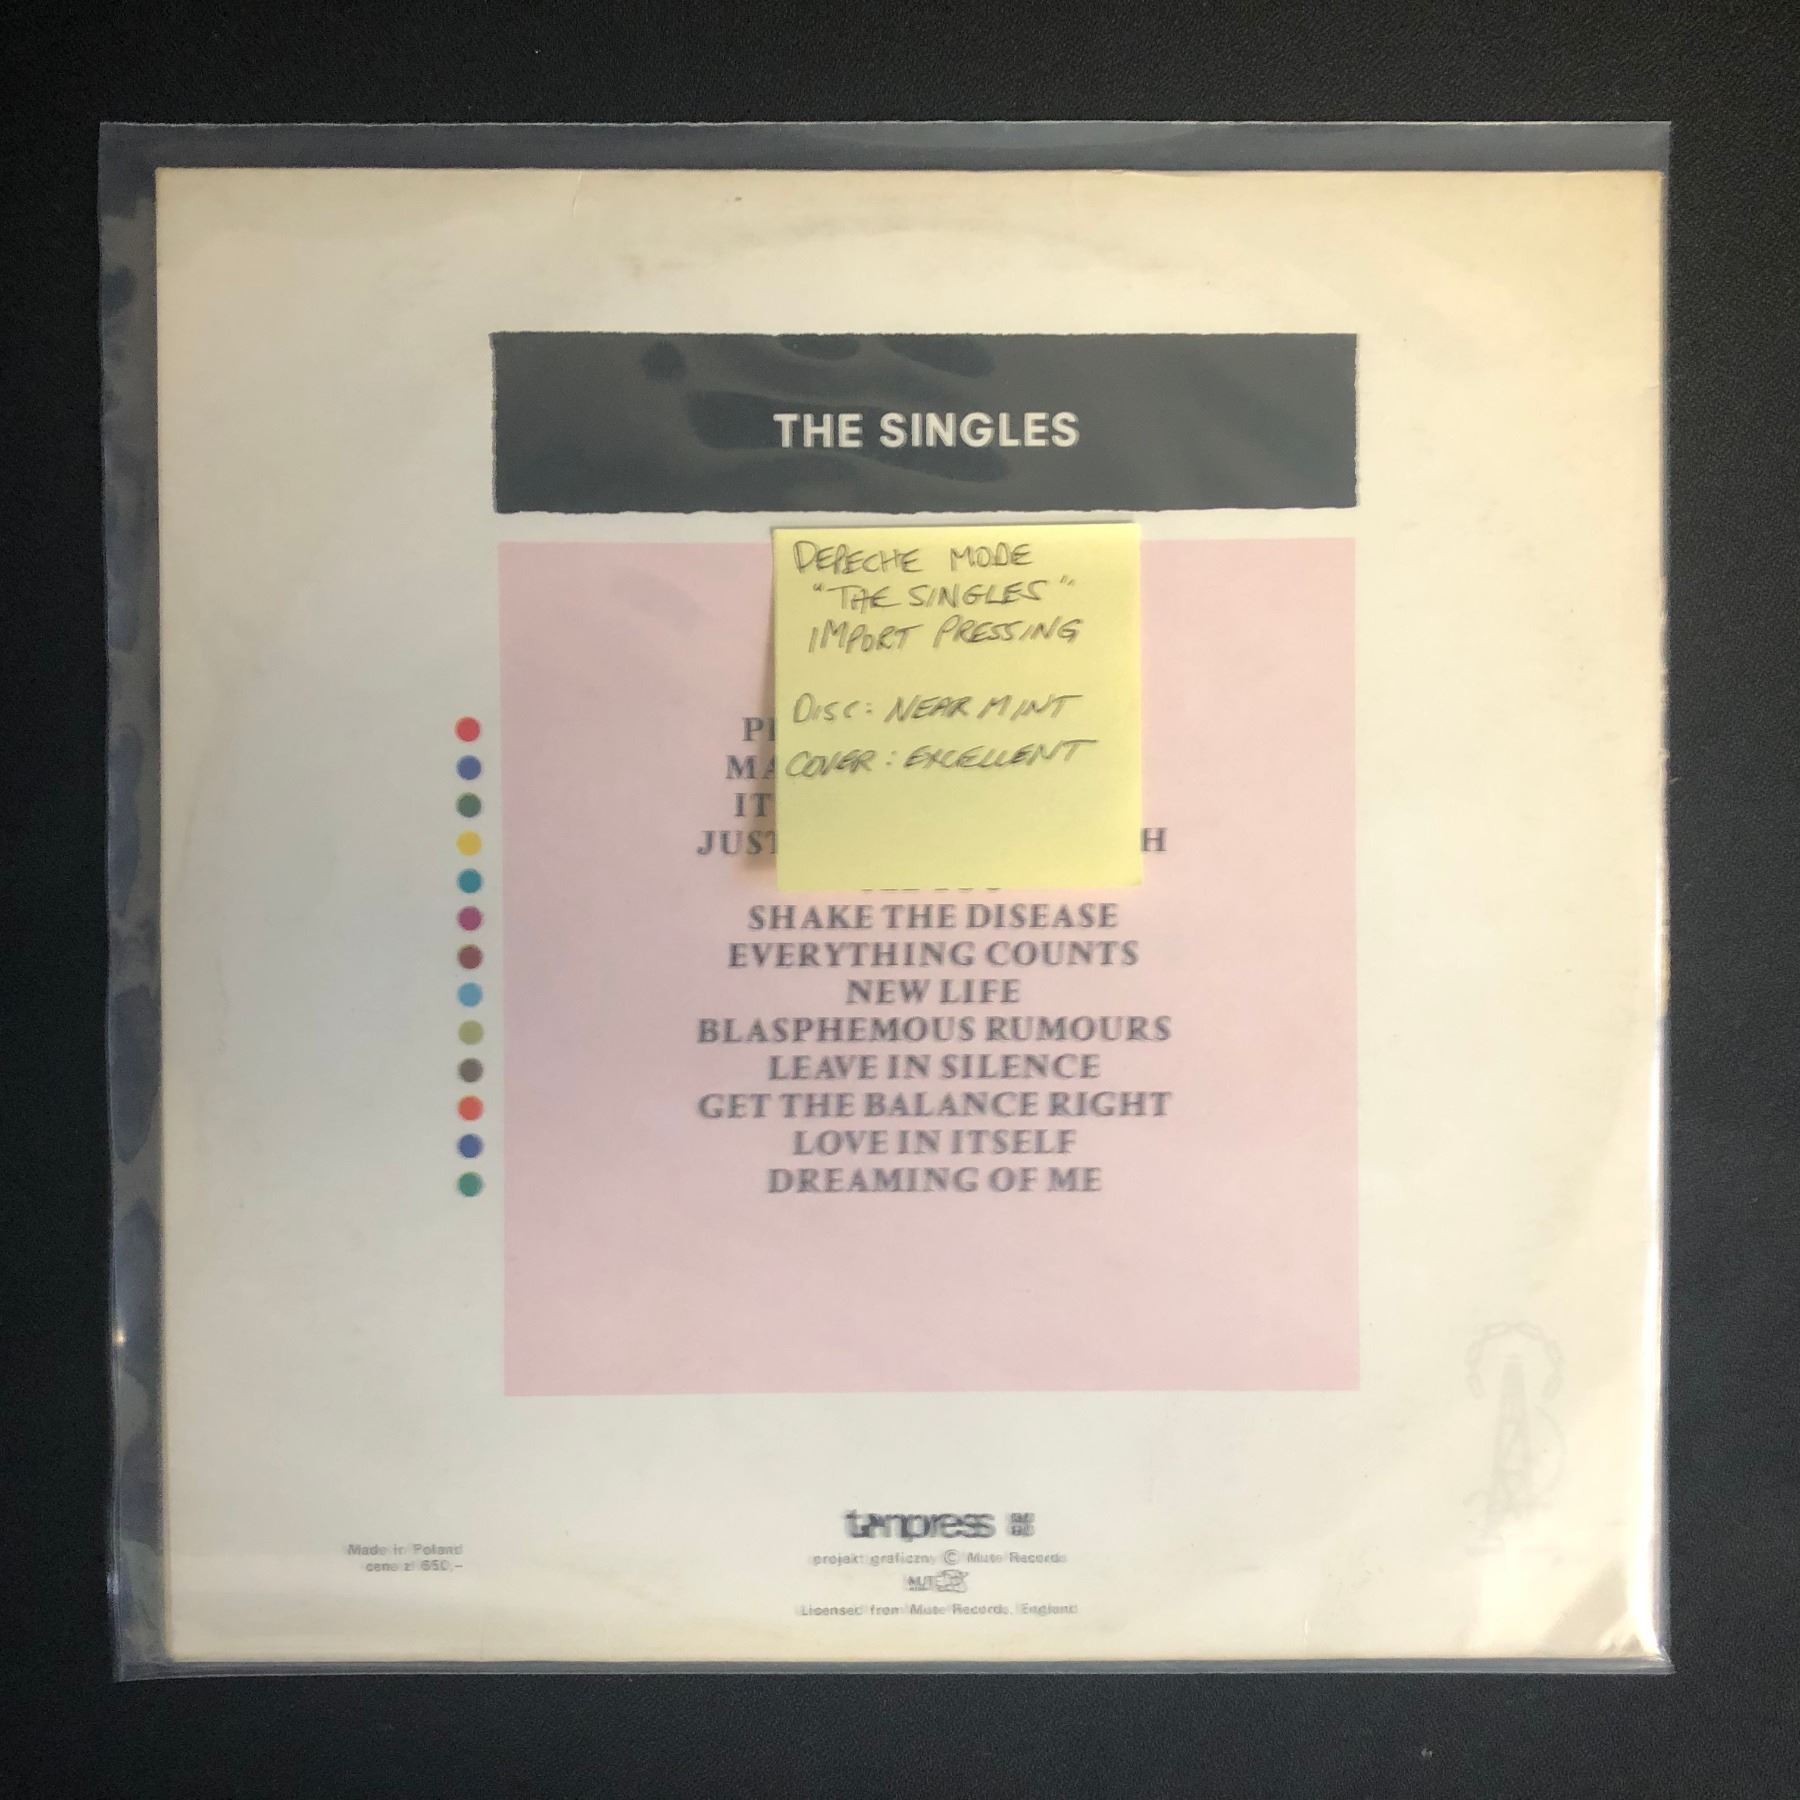 THE SINGLES
DEPECHE MODE
"THE SINGLES"
IMPORT PRESSING
DISC: NEAR MINT
COVER: EXCELLENT
JUST H
SHAKE THE DISEASE
EVERYTHING COUNTS
NEW LIFE
BLASPHEMOUS RUMOURS
LEAVE IN SILENCE
GET THE BALANCE RIGHT
LOVE IN ITSELF
DREAMING OF ME
tonpress
Made in Poland
cena zł 650,-
projekt graficzny © Mute Records
MUTE
Licensed from Mute Records, England